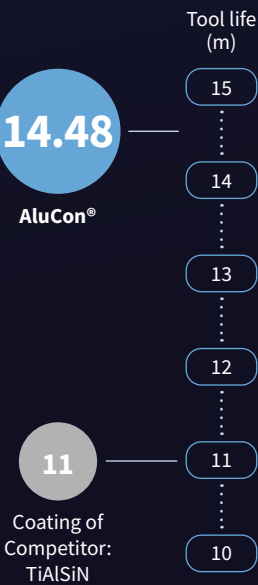 Tool life
(m)
15
14.48
14
AluCon®
13
12
11
11
Coating of
Competitor:
TiAlSiN
10